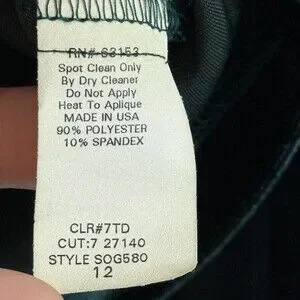 RN# 63153
Spot Clean Only
By Dry Cleaner
Do Not Apply
Heat To Aplique
MADE IN USA
90% POLYESTER
10% SPANDEX
CLR#7TD
CUT:7 27140
STYLE SOG580
12